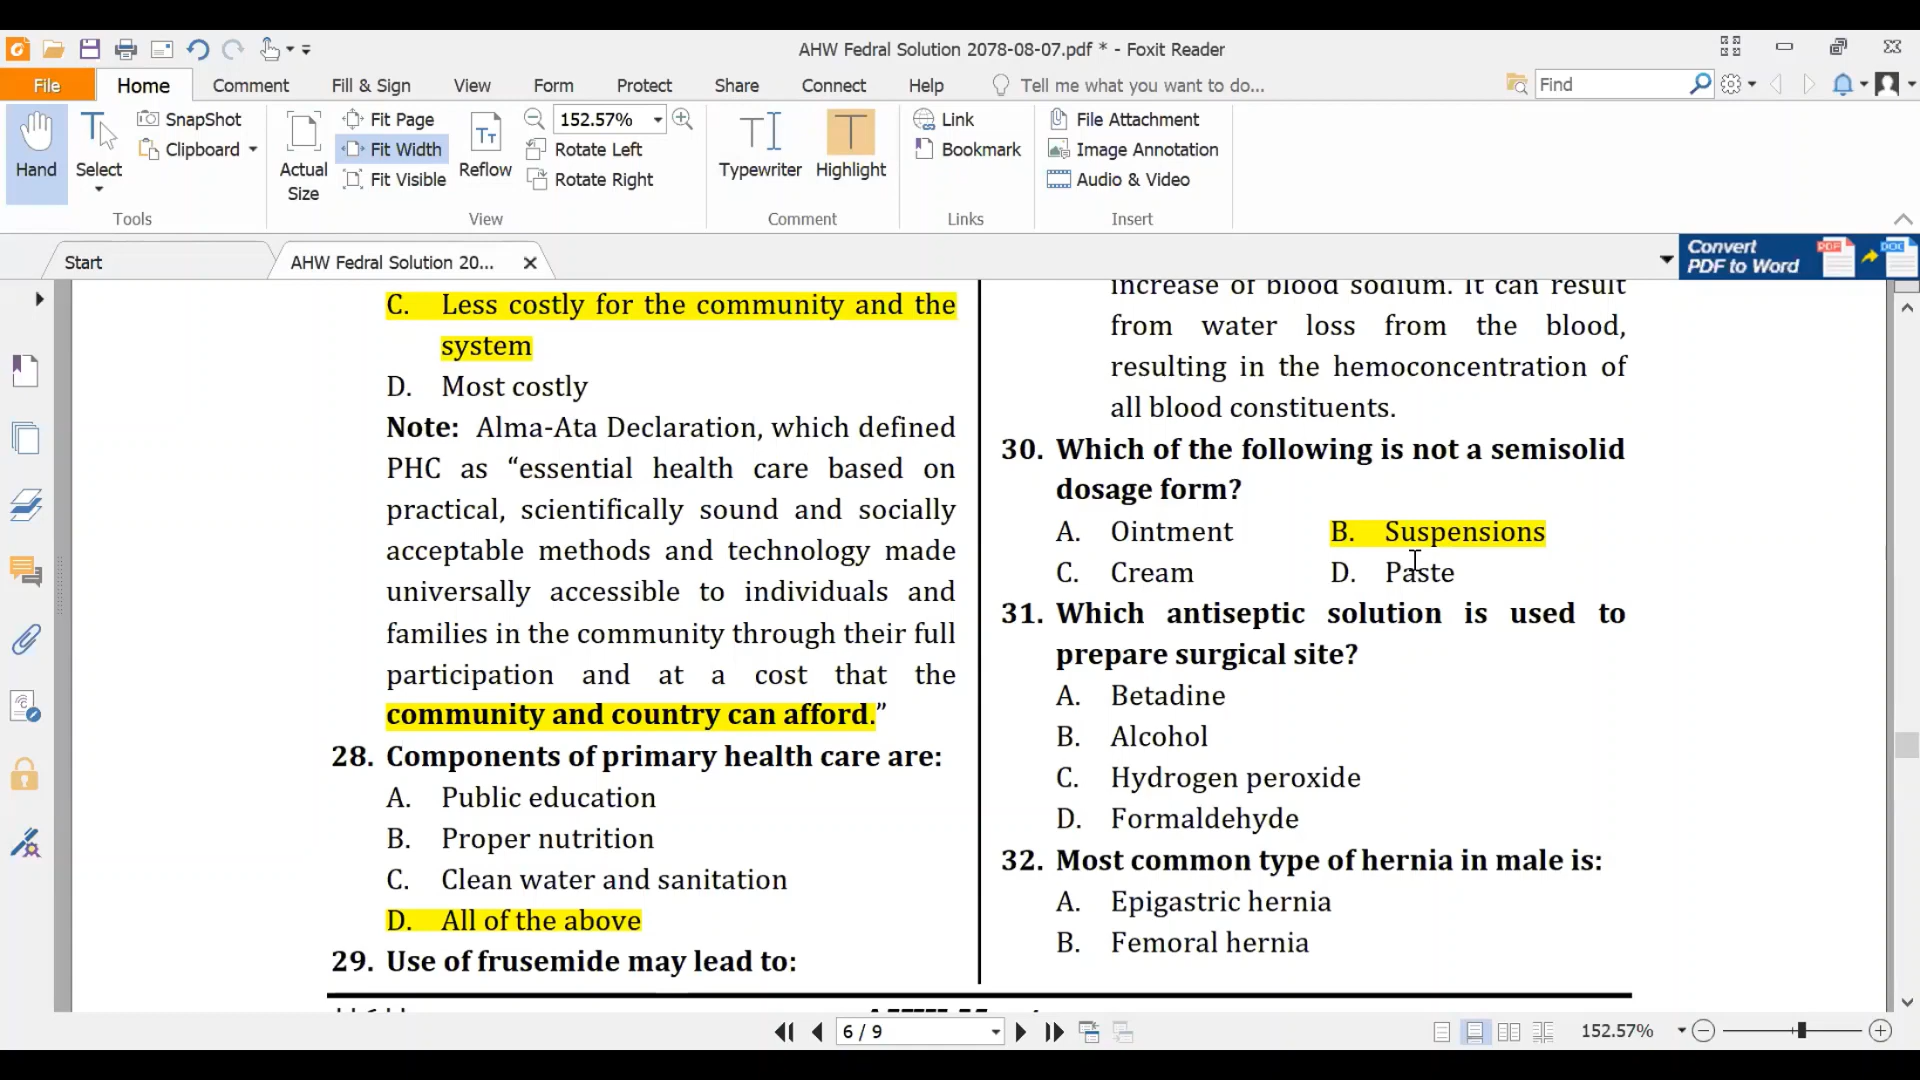 AHW Fedral Solution 2078-08-07.pdf * - Foxit Reader
File Home Comment Fill & Sign View Form Protect Share Connect Help Tell me what you want to do... Find
Hand
Select
SnapShot
Clipboard
Tools
Actual Size
Fit Page
Fit Width
Fit Visible
Reflow
152.57%
Rotate Left
Rotate Right
View
Typewriter
Highlight
Comment
Link
Bookmark
Links
File Attachment
Image Annotation
Audio & Video
Insert
Start
AHW Fedral Solution 20...
Convert
PDF to Word
C. Less costly for the community and the
system
D. Most costly
Note: Alma-Ata Declaration, which defined
PHC as “essential health care based on
practical, scientifically sound and socially
acceptable methods and technology made
universally accessible to individuals and
families in the community through their full
participation and at a cost that the
community and country can afford.”
28. Components of primary health care are:
A. Public education
B. Proper nutrition
C. Clean water and sanitation
D. All of the above
29. Use of frusemide may lead to:
increase of blood sodium. It can result
from water loss from the blood,
resulting in the hemoconcentration of
all blood constituents.
30. Which of the following is not a semisolid
dosage form?
A. Ointment B. Suspensions
C. Cream D. Paste
31. Which antiseptic solution is used to
prepare surgical site?
A. Betadine
B. Alcohol
C. Hydrogen peroxide
D. Formaldehyde
32. Most common type of hernia in male is:
A. Epigastric hernia
B. Femoral hernia
6 / 9
152.57%